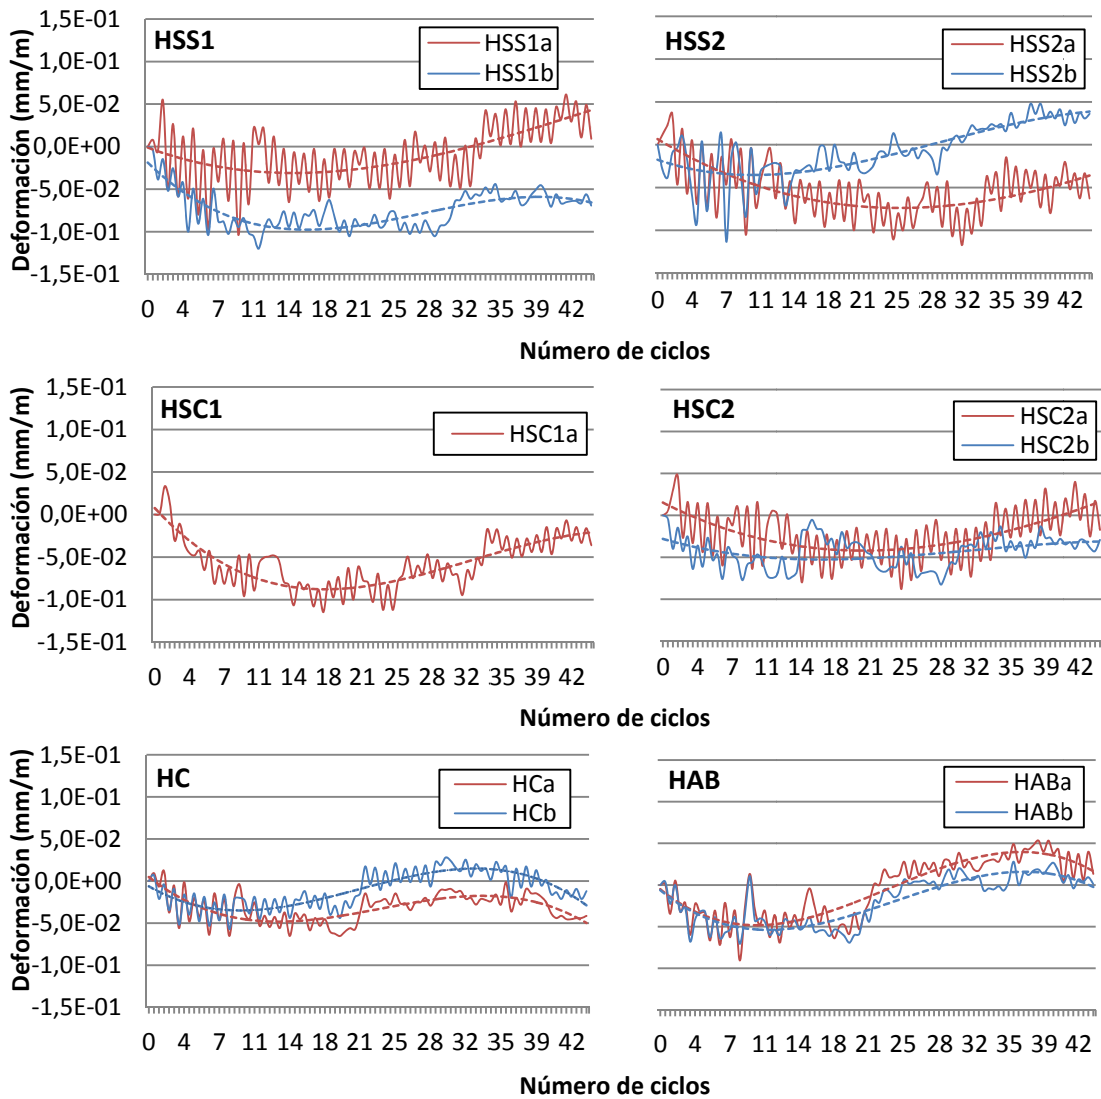 HSS1
HSS1a
HSS1b
1,5E-01
1,0E-01
5,0E-02
0,0E+00
-5,0E-02
-1,0E-01
-1,5E-01
Deformación (mm/m)
0 4 7 11 14 18 21 25 28 32 35 39 42
HSS2
HSS2a
HSS2b
0 4 7 11 14 18 21 25 28 32 35 39 42
Número de ciclos
HSC1
HSC1a
1,5E-01
1,0E-01
5,0E-02
0,0E+00
-5,0E-02
-1,0E-01
-1,5E-01
Deformación (mm/m)
0 4 7 11 14 18 21 25 28 32 35 39 42
HSC2
HSC2a
HSC2b
0 4 7 11 14 18 21 25 28 32 35 39 42
Número de ciclos
HC
HCa
HCb
1,5E-01
1,0E-01
5,0E-02
0,0E+00
-5,0E-02
-1,0E-01
-1,5E-01
Deformación (mm/m)
0 4 7 11 14 18 21 25 28 32 35 39 42
HAB
HABa
HABb
0 4 7 11 14 18 21 25 28 32 35 39 42
Número de ciclos